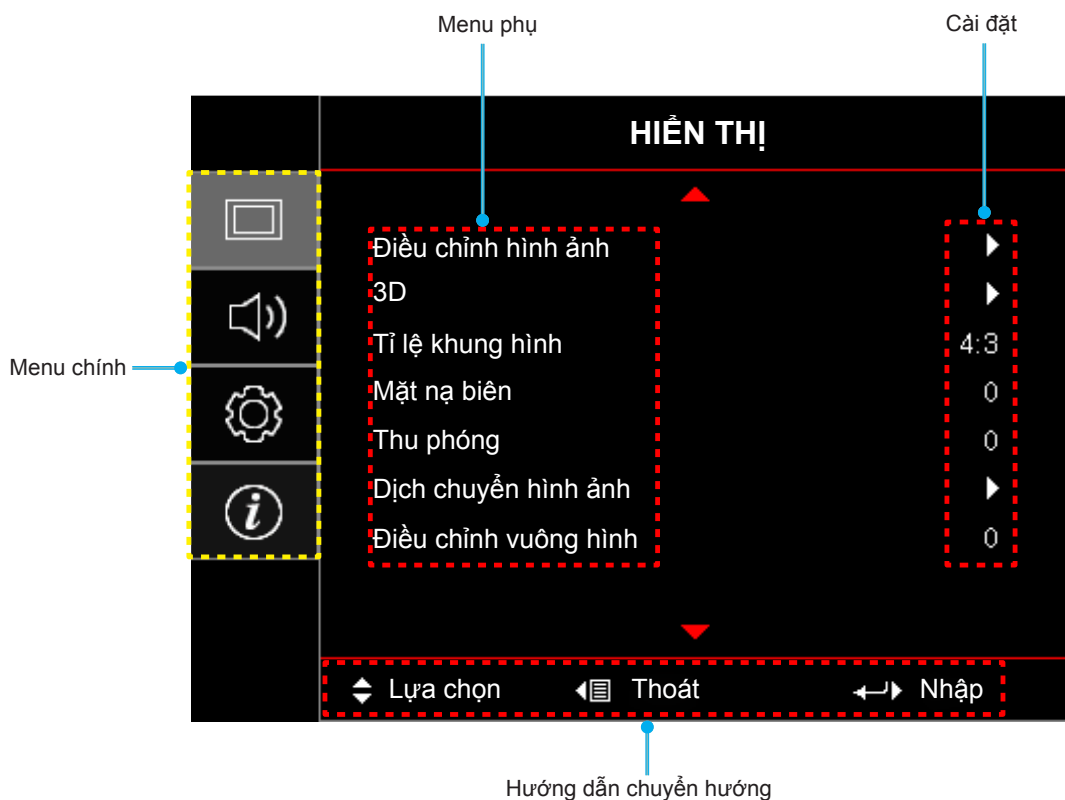 Menu phụ
Cài đặt
HIỂN THỊ
Điều chỉnh hình ảnh
3D
Tỉ lệ khung hình 4:3
Mặt nạ biên 0
Thu phóng 0
Dịch chuyển hình ảnh
Điều chỉnh vuông hình 0
Menu chính
Lựa chọn Thoát Nhập
Hướng dẫn chuyển hướng